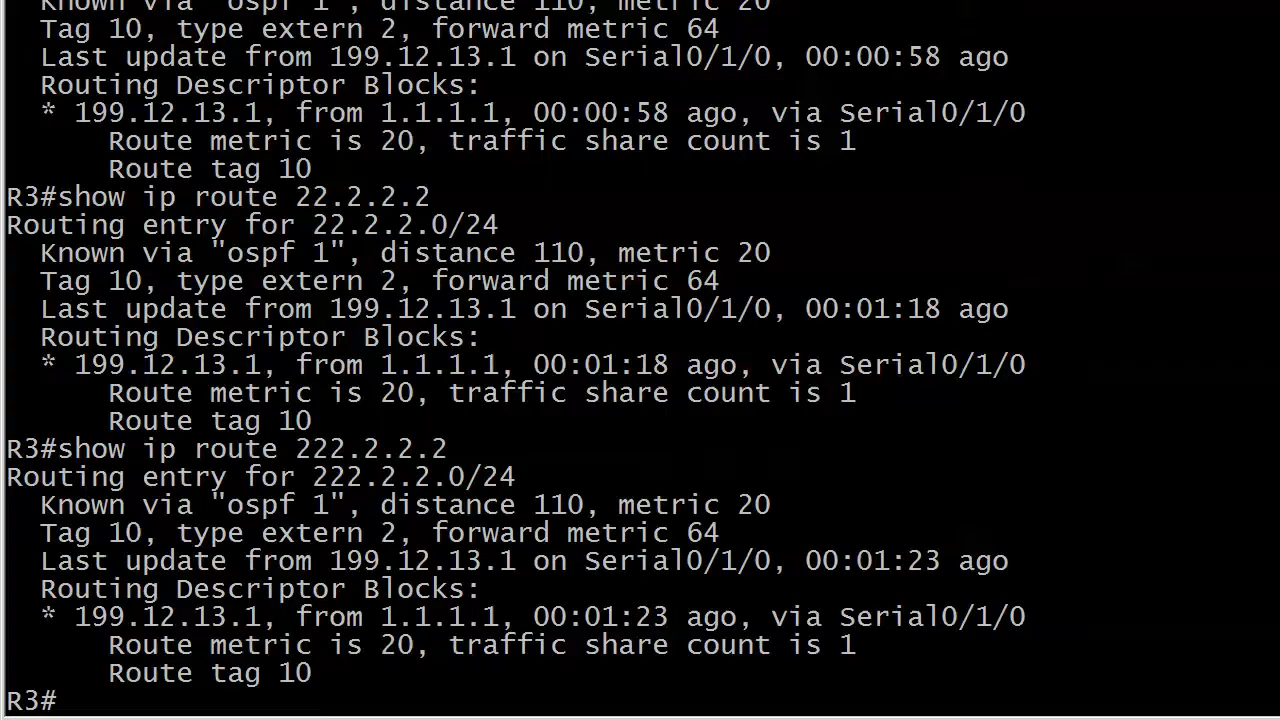 Known via "ospf 1", distance 110, metric 20
Tag 10, type extern 2, forward metric 64
Last update from 199.12.13.1 on Serial0/1/0, 00:00:58 ago
Routing Descriptor Blocks:
* 199.12.13.1, from 1.1.1.1, 00:00:58 ago, via Serial0/1/0
Route metric is 20, traffic share count is 1
Route tag 10
R3#show ip route 22.2.2.2
Routing entry for 22.2.2.0/24
Known via "ospf 1", distance 110, metric 20
Tag 10, type extern 2, forward metric 64
Last update from 199.12.13.1 on Serial0/1/0, 00:01:18 ago
Routing Descriptor Blocks:
* 199.12.13.1, from 1.1.1.1, 00:01:18 ago, via Serial0/1/0
Route metric is 20, traffic share count is 1
Route tag 10
R3#show ip route 222.2.2.2
Routing entry for 222.2.2.0/24
Known via "ospf 1", distance 110, metric 20
Tag 10, type extern 2, forward metric 64
Last update from 199.12.13.1 on Serial0/1/0, 00:01:23 ago
Routing Descriptor Blocks:
* 199.12.13.1, from 1.1.1.1, 00:01:23 ago, via Serial0/1/0
Route metric is 20, traffic share count is 1
Route tag 10
R3#